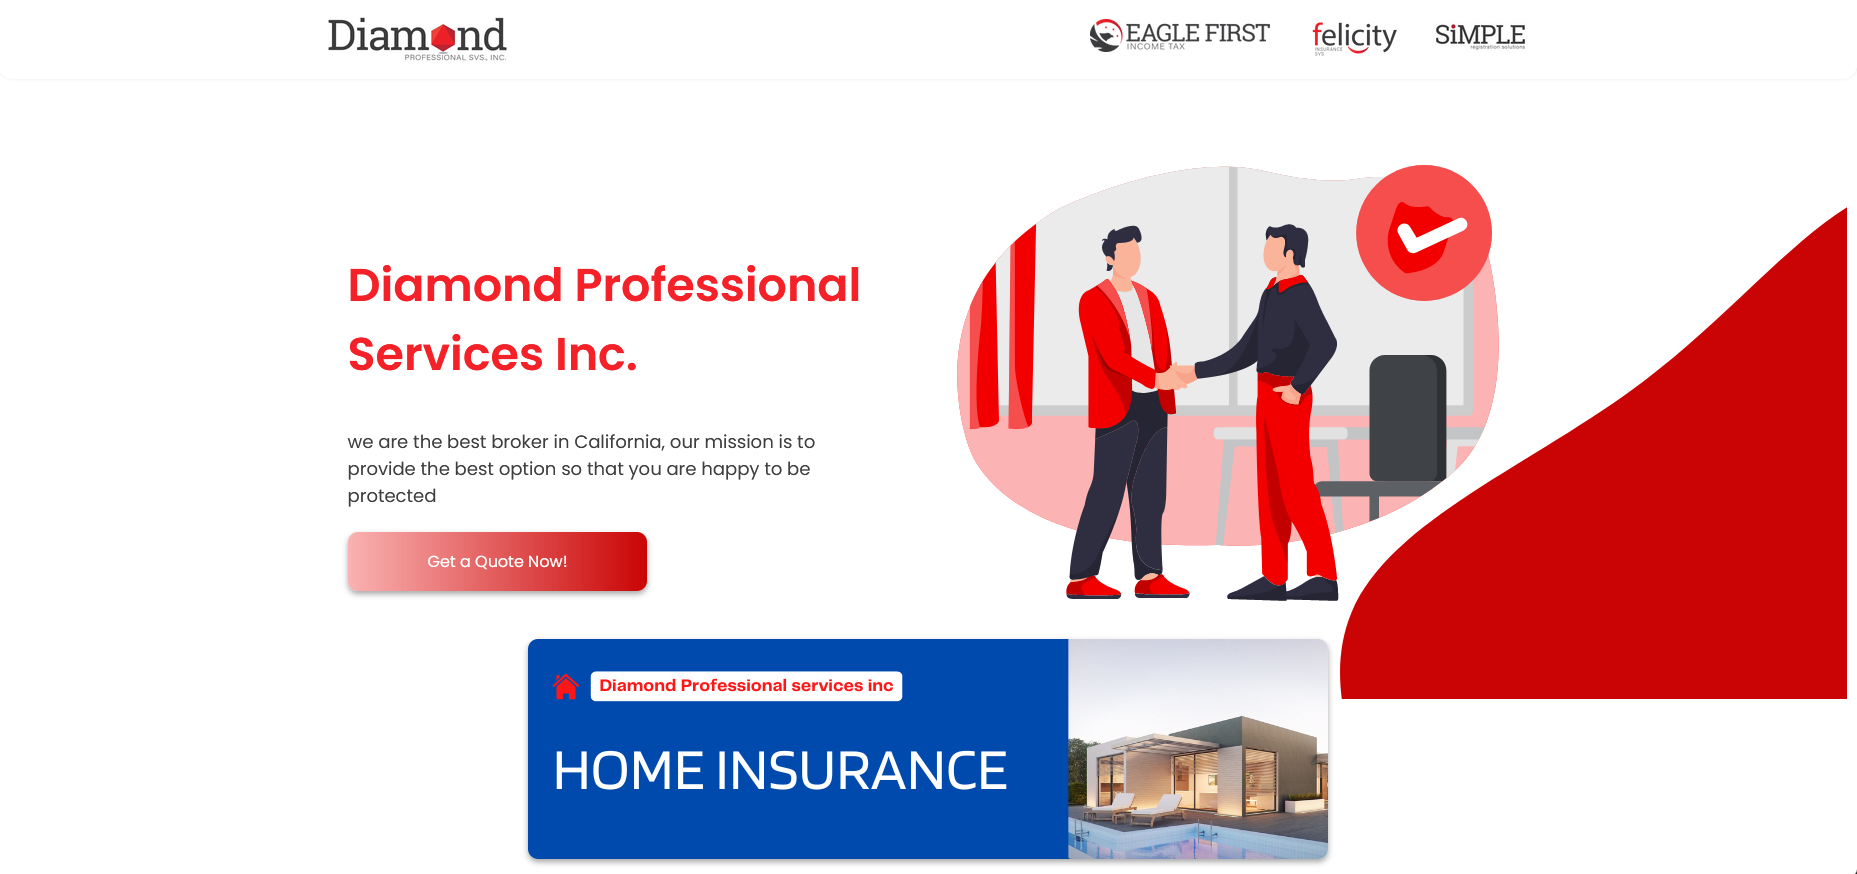 Diamond
PROFESSIONAL SVS., INC.
EAGLE FIRST
INCOME TAX
felicity
INSURANCE
SVS.
SiMPLE
registration solutions
Diamond Professional
Services Inc.
we are the best broker in California, our mission is to
provide the best option so that you are happy to be
protected
Get a Quote Now!
Diamond Professional services inc
HOME INSURANCE